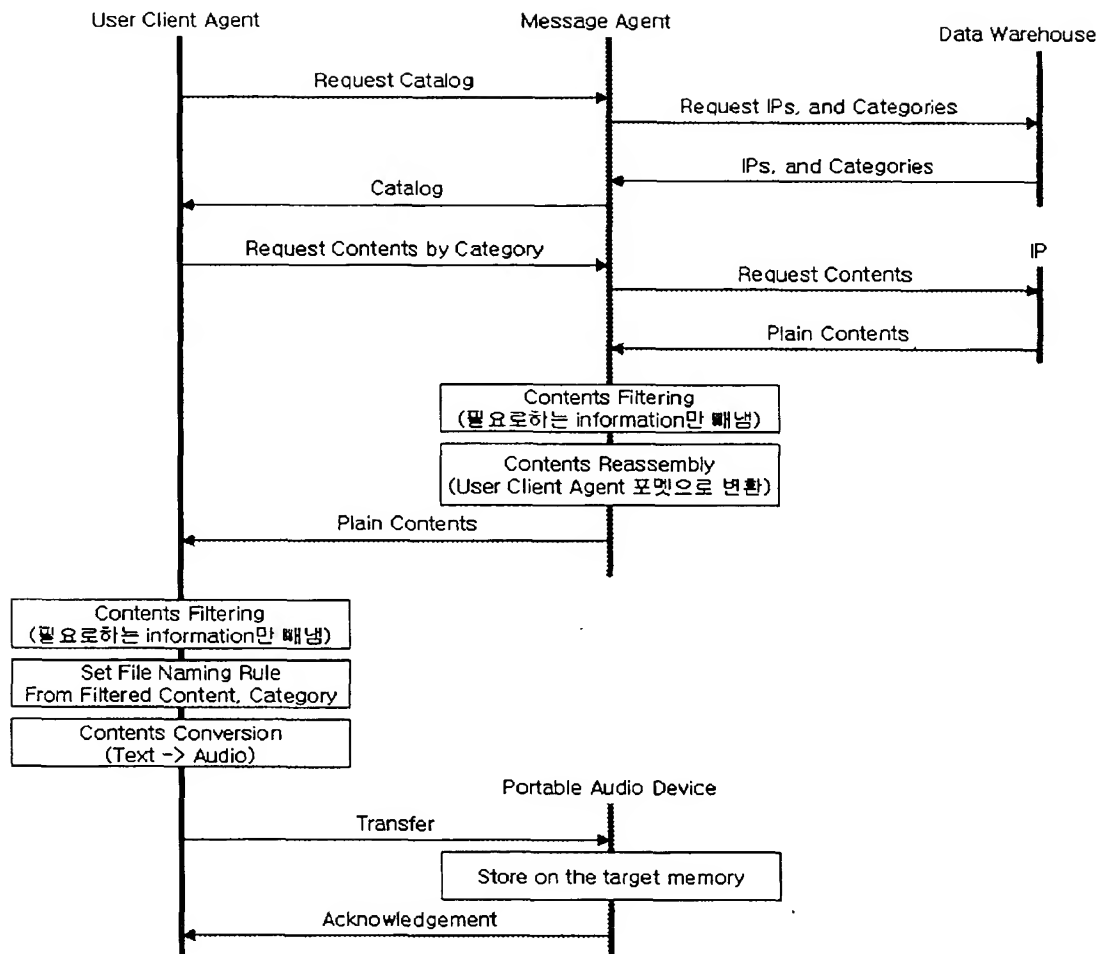 User Client Agent
Message Agent
Data Warehouse
Request Catalog
Request IPs, and Categories
IPs, and Categories
Catalog
Request Contents by Category
IP
Request Contents
Plain Contents
Contents Filtering
(필요로하는 information만 빼냄)
Contents Reassembly
(User Client Agent 포멧으로 변환)
Plain Contents
Contents Filtering
(필요로하는 information만 빼냄)
Set File Naming Rule
From Filtered Content, Category
Contents Conversion
(Text -> Audio)
Portable Audio Device
Transfer
Store on the target memory
Acknowledgement